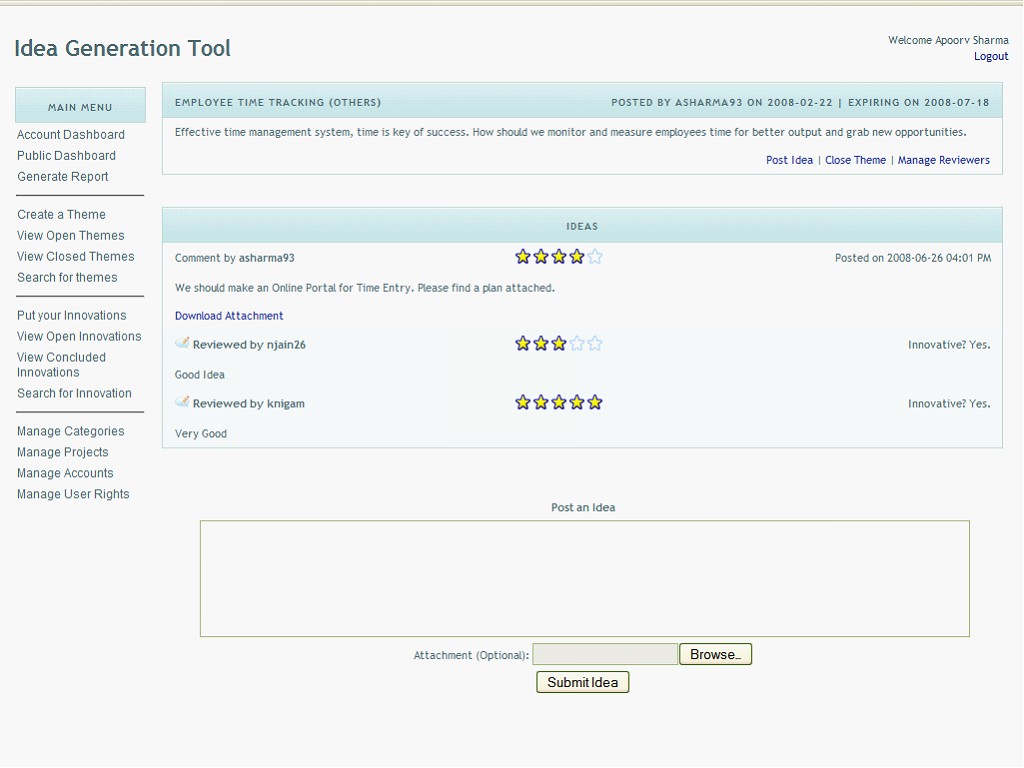 Idea Generation Tool
Welcome Apoorv Sharma
Logout
MAIN MENU
Account Dashboard
Public Dashboard
Generate Report
Create a Theme
View Open Themes
View Closed Themes
Search for themes
Put your Innovations
View Open Innovations
View Concluded
Innovations
Search for Innovation
Manage Categories
Manage Projects
Manage Accounts
Manage User Rights
EMPLOYEE TIME TRACKING (OTHERS) POSTED BY ASHARMA93 ON 2008-02-22 | EXPIRING ON 2008-07-18
Effective time management system, time is key of success. How should we monitor and measure employees time for better output and grab new opportunities.
Post Idea | Close Theme | Manage Reviewers
IDEAS
Comment by asharma93 Posted on 2008-06-26 04:01 PM
We should make an Online Portal for Time Entry. Please find a plan attached.
Download Attachment
Reviewed by njain26 Innovative? Yes.
Good Idea
Reviewed by knigam Innovative? Yes.
Very Good
Post an Idea
Attachment (Optional): Browse...
Submit Idea